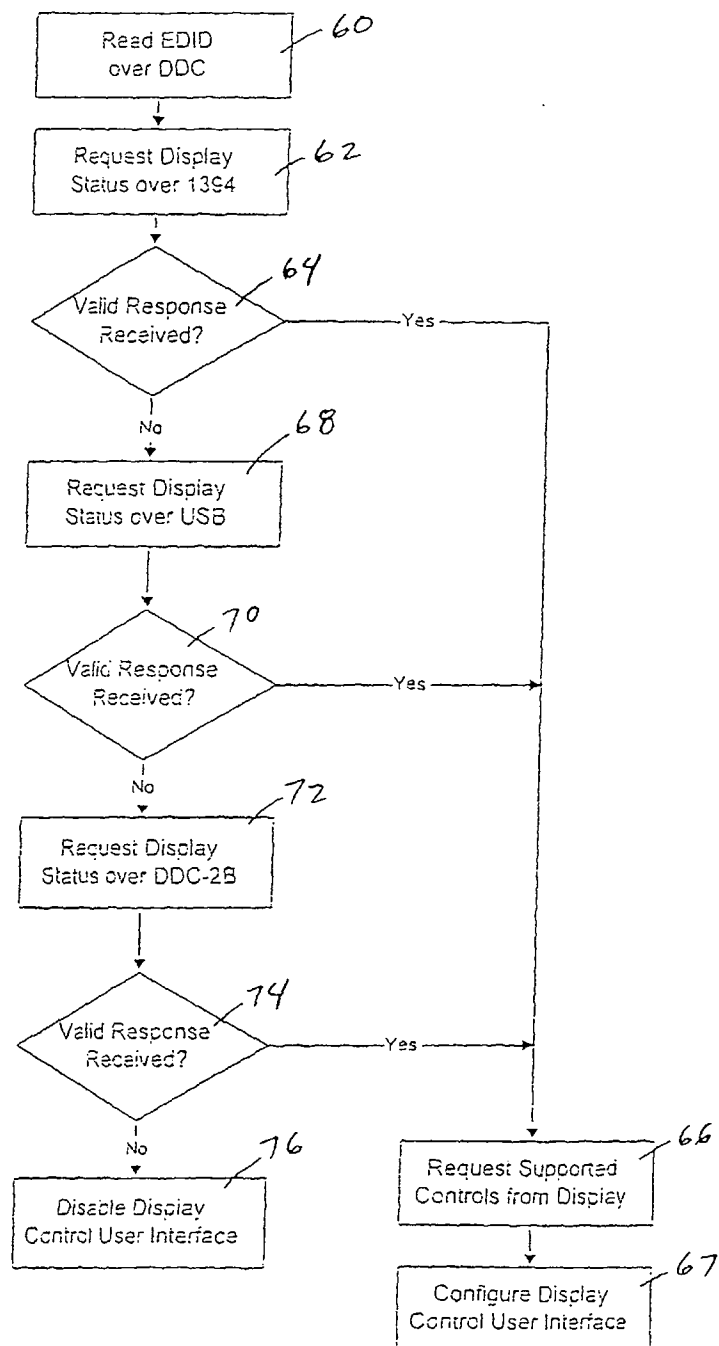 Read EDID
over DDC
60
Request Display
Status over 1394
62
Valid Response
Received?
64
Yes
No
68
Request Display
Status over USB
70
Valid Response
Received?
Yes
No
72
Request Display
Status over DDC-2B
74
Valid Response
Received?
Yes
No
76
Disable Display
Control User Interface
66
Request Supported
Controls from Display
67
Configure Display
Control User Interface